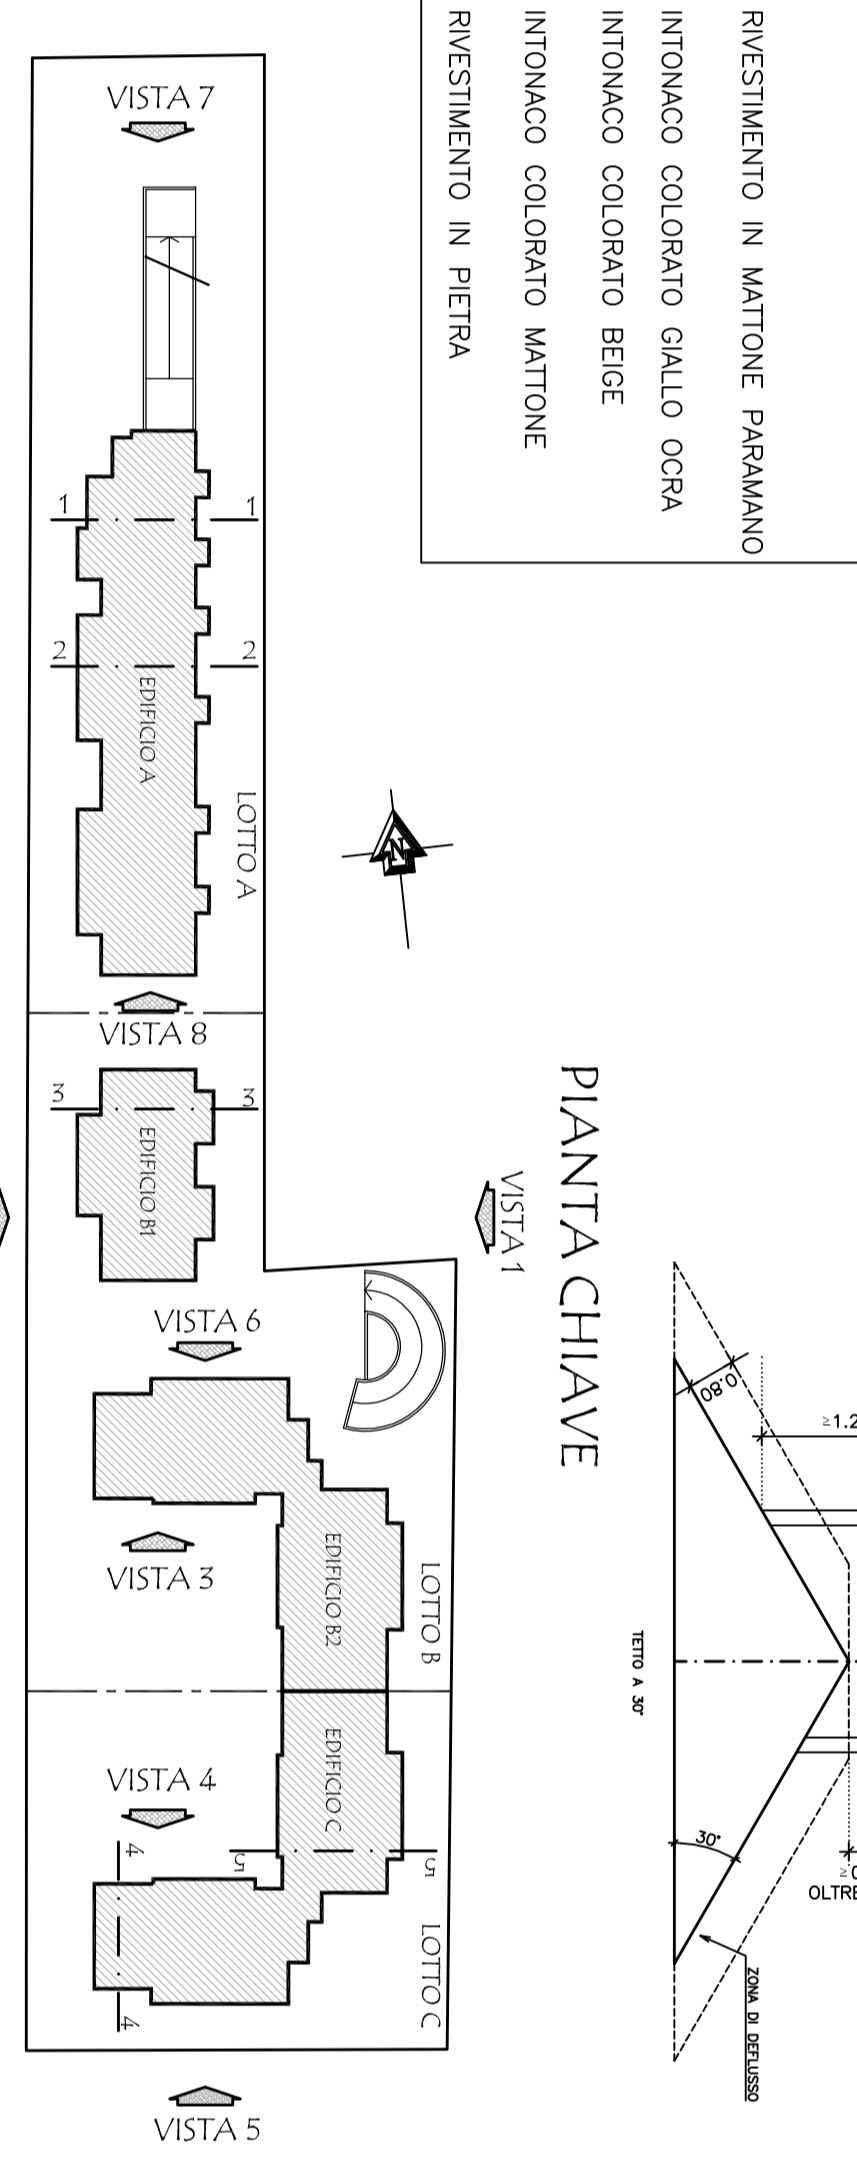 RIVESTIMENTO IN MATTONE PARAMANO
INTONACO COLORATO GIALLO OCRA
INTONACO COLORATO BEIGE
INTONACO COLORATO MATTONE
RIVESTIMENTO IN PIETRA
VISTA 7
1
1
2
2
EDIFICIO A
LOTTO A
N
VISTA 8
3
3
EDIFICIO B1
VISTA 1
PIANTA CHIAVE
VISTA 6
VISTA 3
EDIFICIO B2
LOTTO B
EDIFICIO C
LOTTO C
VISTA 4
4
4
5
5
VISTA 5
0.80
≥1.2
TETTO A 30°
30°
OLTRE
ZONA DI DEFLUSSO